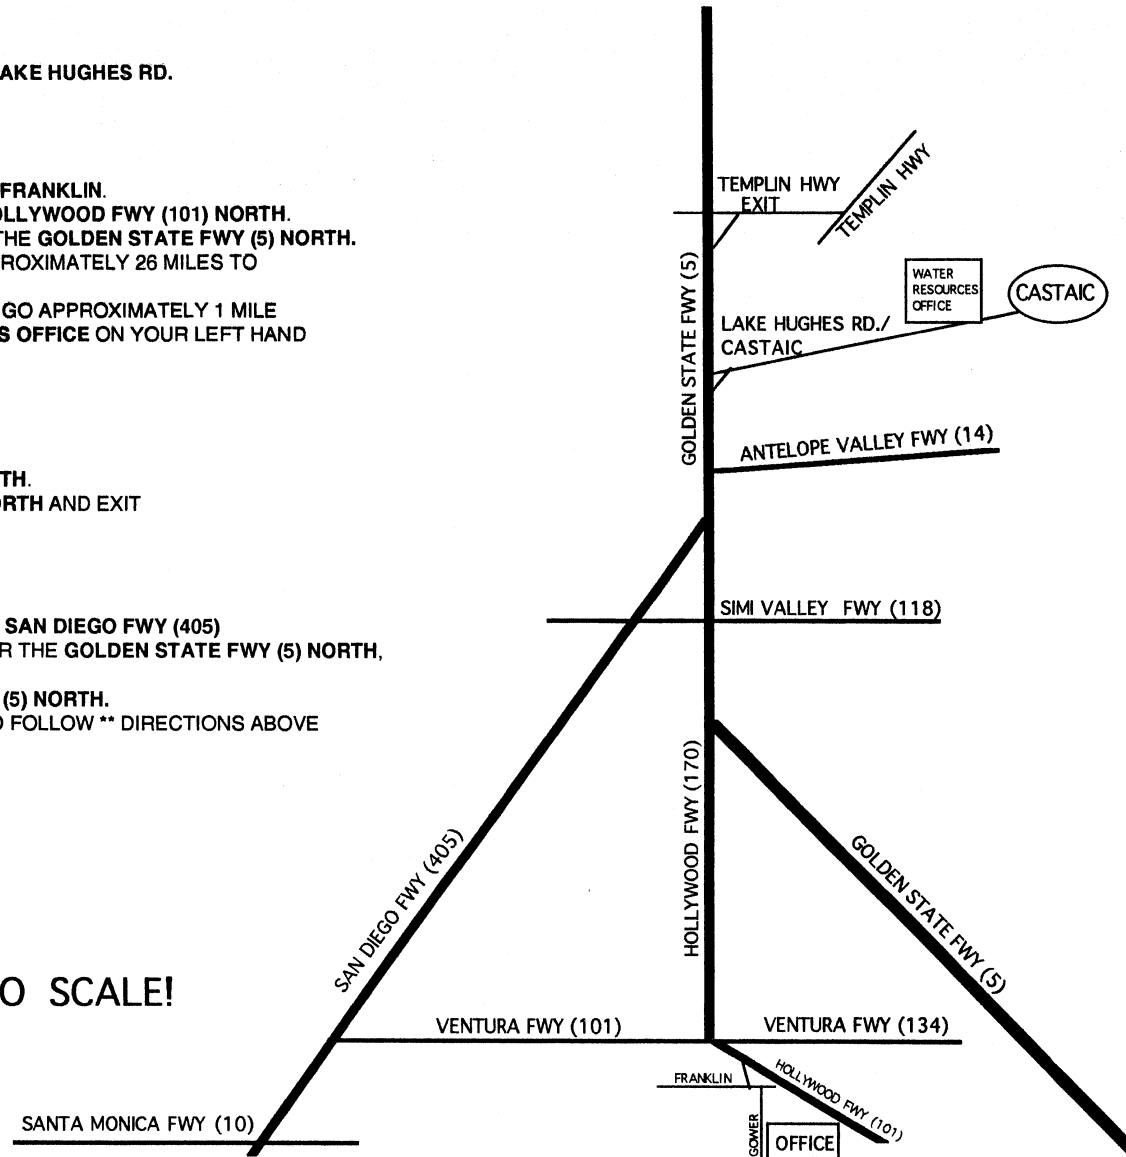 AKE HUGHES RD.
FRANKLIN.
OLLYWOOD FWY (101) NORTH.
THE GOLDEN STATE FWY (5) NORTH.
PROXIMATELY 26 MILES TO
GO APPROXIMATELY 1 MILE
S OFFICE ON YOUR LEFT HAND
TH.
ORTH AND EXIT
SAN DIEGO FWY (405)
R THE GOLDEN STATE FWY (5) NORTH,
(5) NORTH.
O FOLLOW ** DIRECTIONS ABOVE
O SCALE!
TEMPLIN HWY
EXIT
TEMPLIN HWY
GOLDEN STATE FWY (5)
WATER
RESOURCES
OFFICE
CASTAIC
LAKE HUGHES RD./
CASTAIC
ANTELOPE VALLEY FWY (14)
SIMI VALLEY FWY (118)
HOLLYWOOD FWY (170)
GOLDEN STATE FWY (5)
SAN DIEGO FWY (405)
VENTURA FWY (101)
VENTURA FWY (134)
FRANKLIN
HOLLYWOOD FWY (101)
GOWER
OFFICE
SANTA MONICA FWY (10)